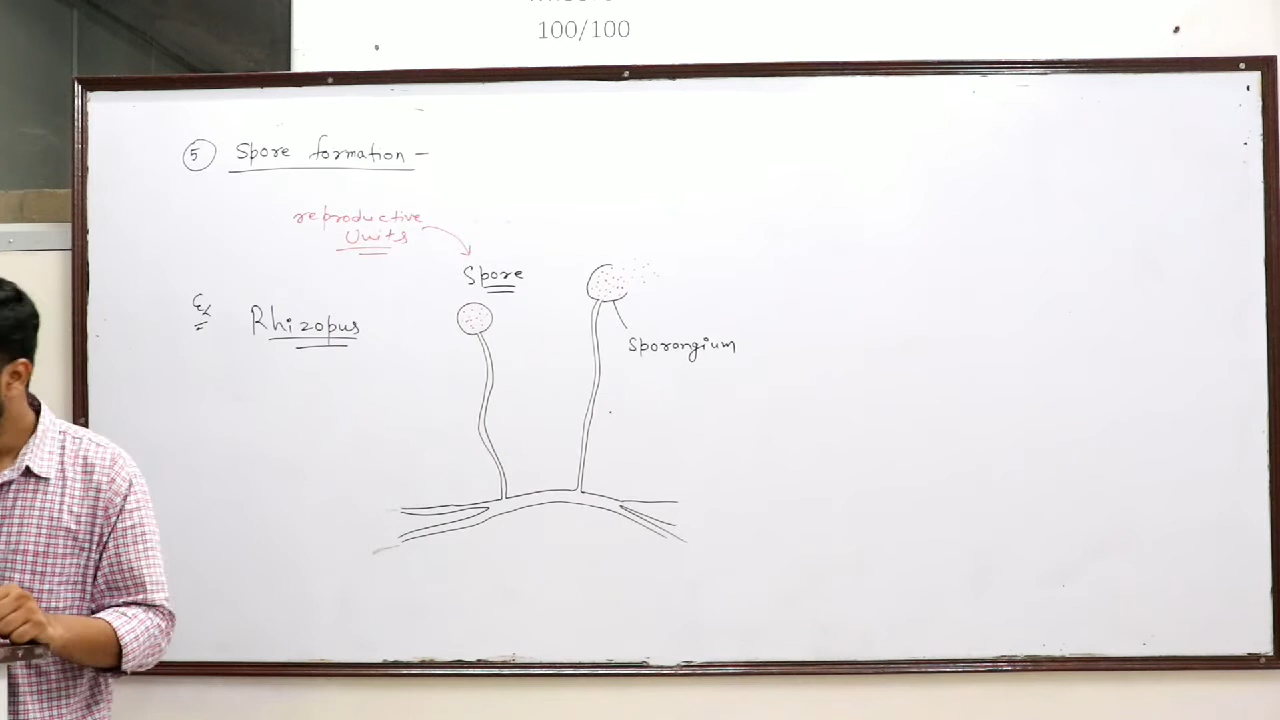 100/100
5 Spore formation -
reproductive
Units
Spore
Ex
Rhizopus
Sporangium